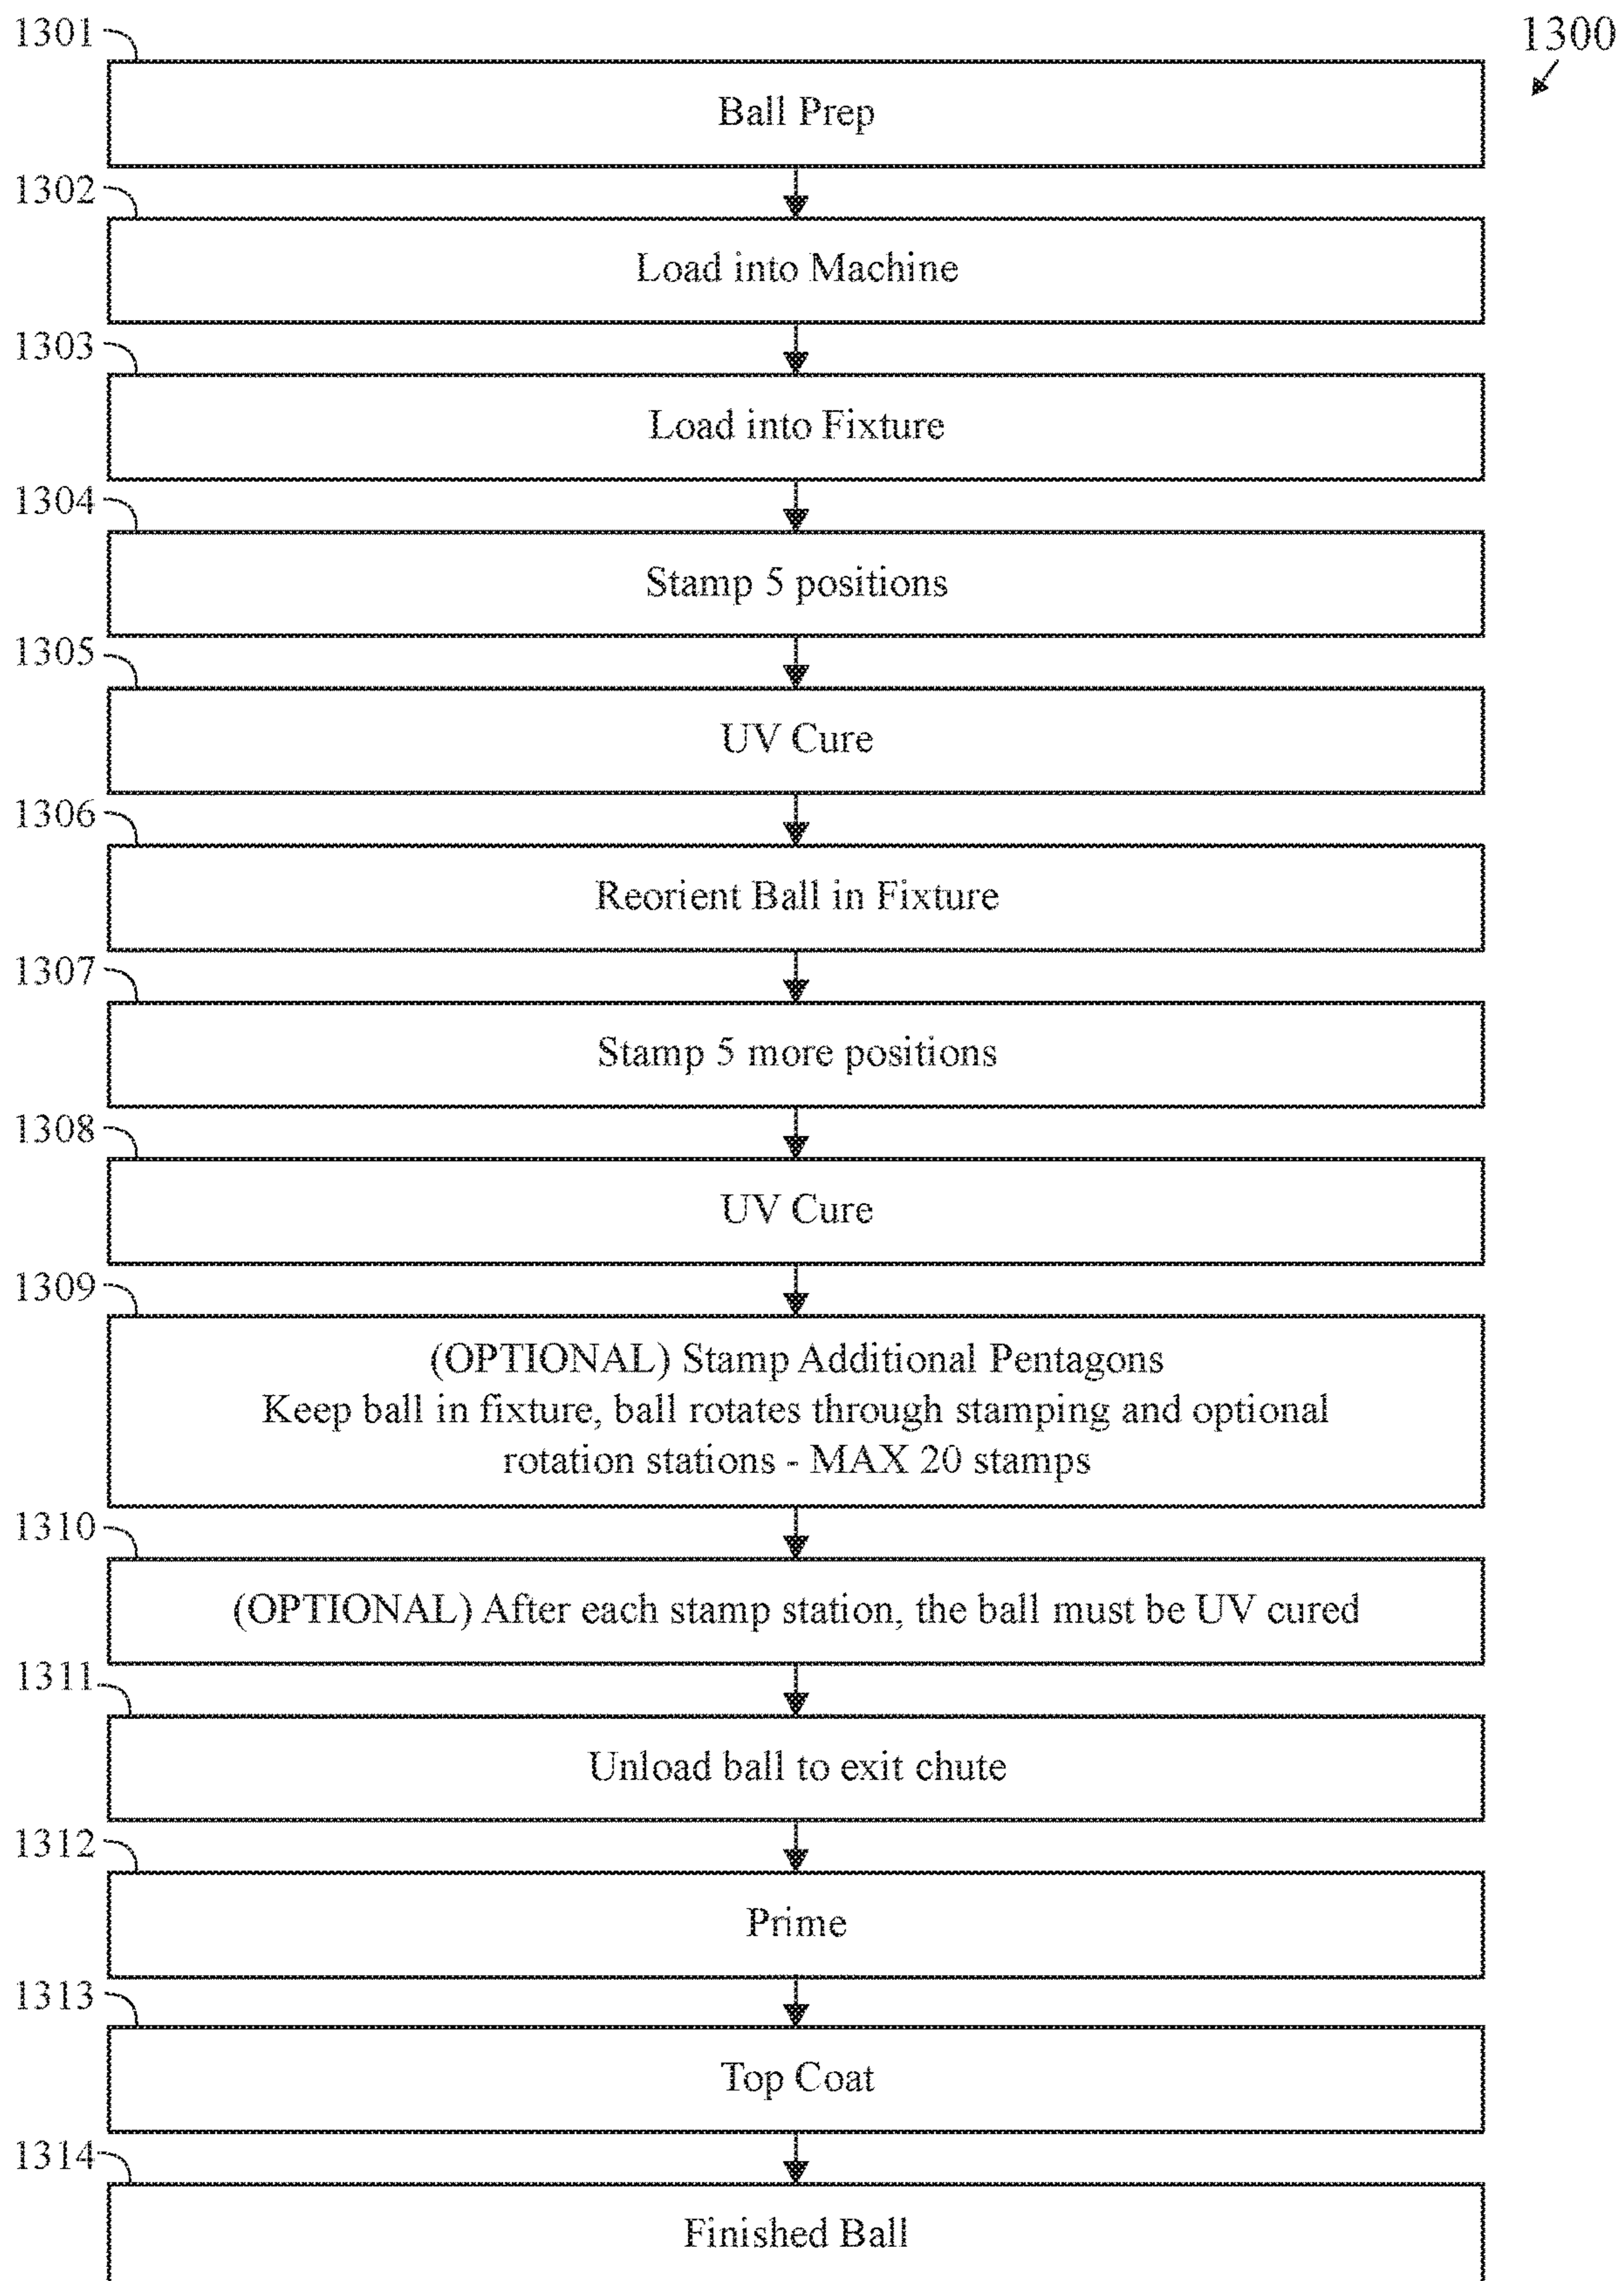 1300
1301
Ball Prep
1302
Load into Machine
1303
Load into Fixture
1304
Stamp 5 positions
1305
UV Cure
1306
Reorient Ball in Fixture
1307
Stamp 5 more positions
1308
UV Cure
1309
(OPTIONAL) Stamp Additional Pentagons
Keep ball in fixture, ball rotates through stamping and optional
rotation stations - MAX 20 stamps
1310
(OPTIONAL) After each stamp station, the ball must be UV cured
1311
Unload ball to exit chute
1312
Prime
1313
Top Coat
1314
Finished Ball